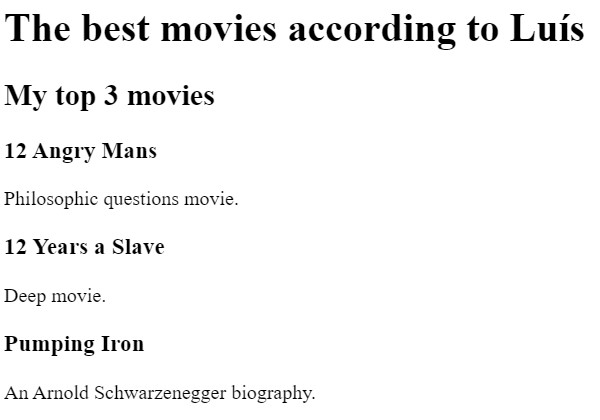 The best movies according to Luís
My top 3 movies
12 Angry Mans
Philosophic questions movie.
12 Years a Slave
Deep movie.
Pumping Iron
An Arnold Schwarzenegger biography.